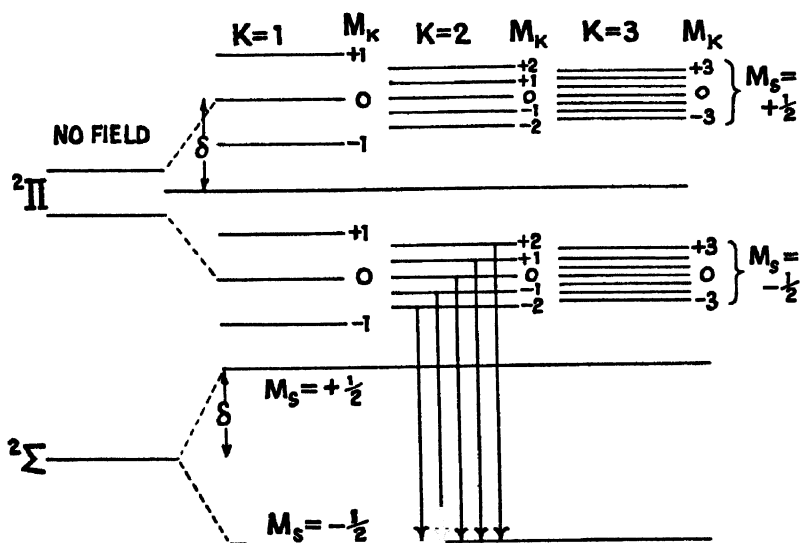 K=1 M_K K=2 M_K K=3 M_K
+1 +2 +3
+1
0 0 0
-1
-2 -3
-1
M_S=
+½
NO FIELD
δ
²Π
+1 +2 +3
+1
0 0 0
-1
-2 -3
-1
M_S=
-½
M_S=+½
δ
²Σ
M_S=-½